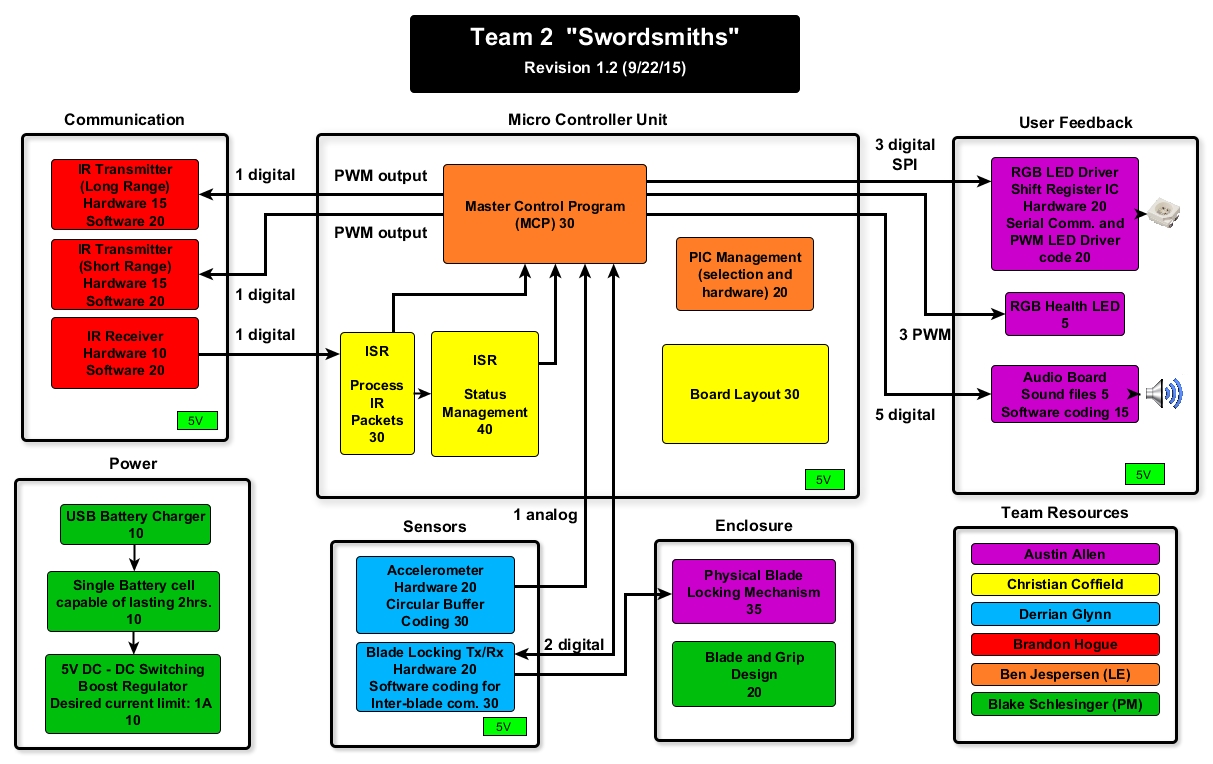 Team 2  "Swordsmiths"
Revision 1.2 (9/22/15)
Communication
IR Transmitter
(Long Range)
Hardware 15
Software 20
IR Transmitter
(Short Range)
Hardware 15
Software 20
IR Receiver
Hardware 10
Software 20
5V
1 digital
1 digital
1 digital
Micro Controller Unit
PWM output
PWM output
Master Control Program
(MCP) 30
PIC Management
(selection and
hardware) 20
ISR
Process
IR
Packets
30
ISR
Status
Management
40
Board Layout 30
5V
3 digital
SPI
3 PWM
5 digital
User Feedback
RGB LED Driver
Shift Register IC
Hardware 20
Serial Comm. and
PWM LED Driver
code 20
RGB Health LED
5
Audio Board
Sound files 5
Software coding 15
5V
Power
USB Battery Charger
10
Single Battery cell
capable of lasting 2hrs.
10
5V DC - DC Switching
Boost Regulator
Desired current limit: 1A
10
Sensors
1 analog
Accelerometer
Hardware 20
Circular Buffer
Coding 30
2 digital
Blade Locking Tx/Rx
Hardware 20
Software coding for
Inter-blade com. 30
5V
Enclosure
Physical Blade
Locking Mechanism
35
Blade and Grip
Design
20
Team Resources
Austin Allen
Christian Coffield
Derrian Glynn
Brandon Hogue
Ben Jespersen (LE)
Blake Schlesinger (PM)